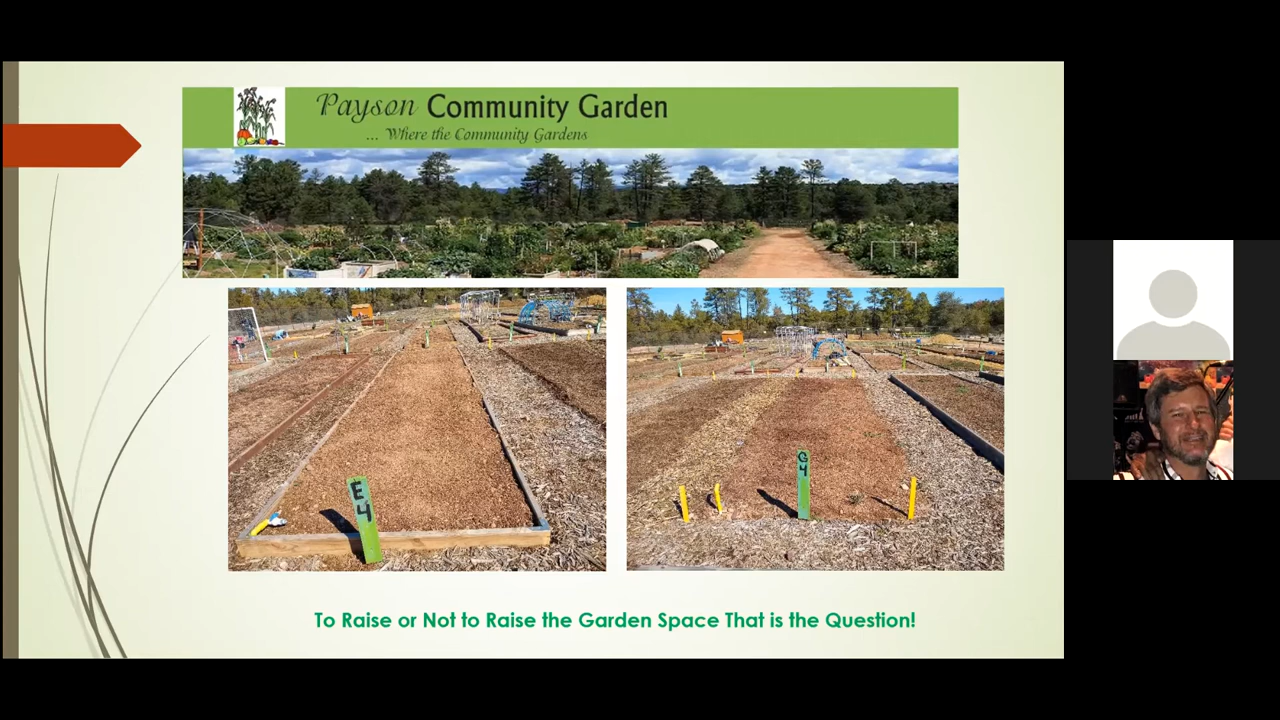 Payson Community Garden
... Where the Community Gardens
E4
G4
To Raise or Not to Raise the Garden Space That is the Question!